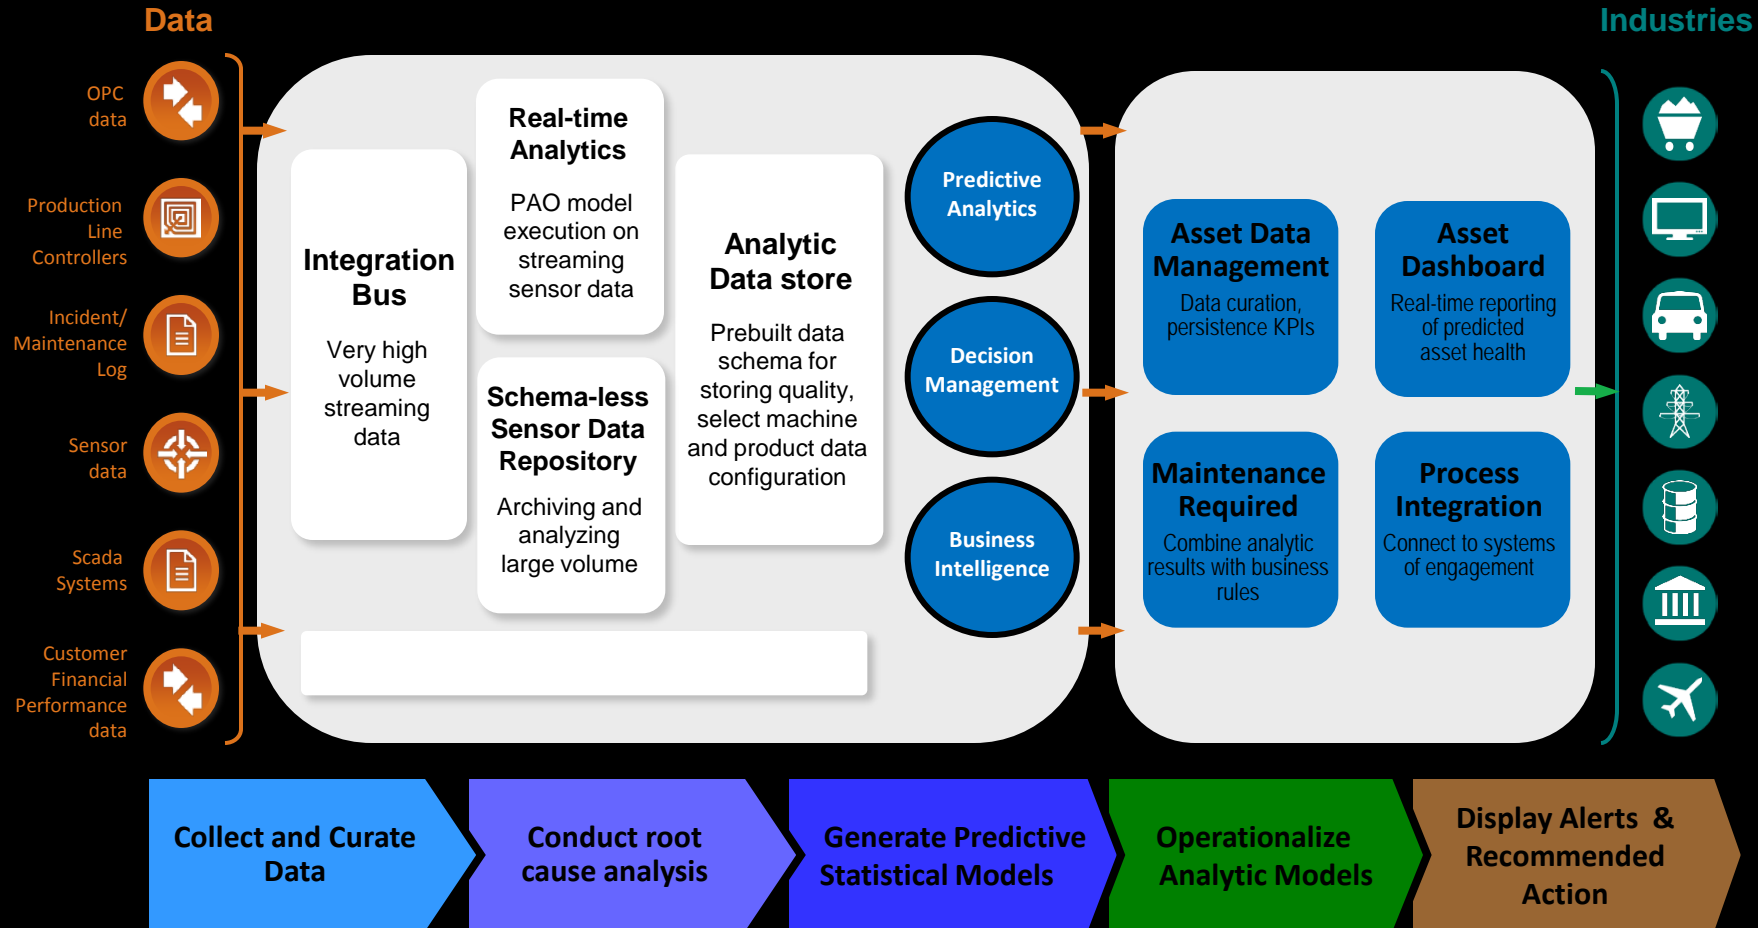 Data
Industries
OPC
data
Production
Line
Controllers
Incident/
Maintenance
Log
Sensor
data
Scada
Systems
Customer
Financial
Performance
data
Integration
Bus
Very high
volume
streaming
data
Real-time
Analytics
PAO model
execution on
streaming
sensor data
Schema-less
Sensor Data
Repository
Archiving and
analyzing
large volume
Analytic
Data store
Prebuilt data
schema for
storing quality,
select machine
and product data
configuration
Predictive
Analytics
Decision
Management
Business
Intelligence
Asset Data
Management
Data curation,
persistence KPIs
Asset
Dashboard
Real-time reporting
of predicted
asset health
Maintenance
Required
Combine analytic
results with business
rules
Process
Integration
Connect to systems
of engagement
Collect and Curate
Data
Conduct root
cause analysis
Generate Predictive
Statistical Models
Operationalize
Analytic Models
Display Alerts &
Recommended
Action